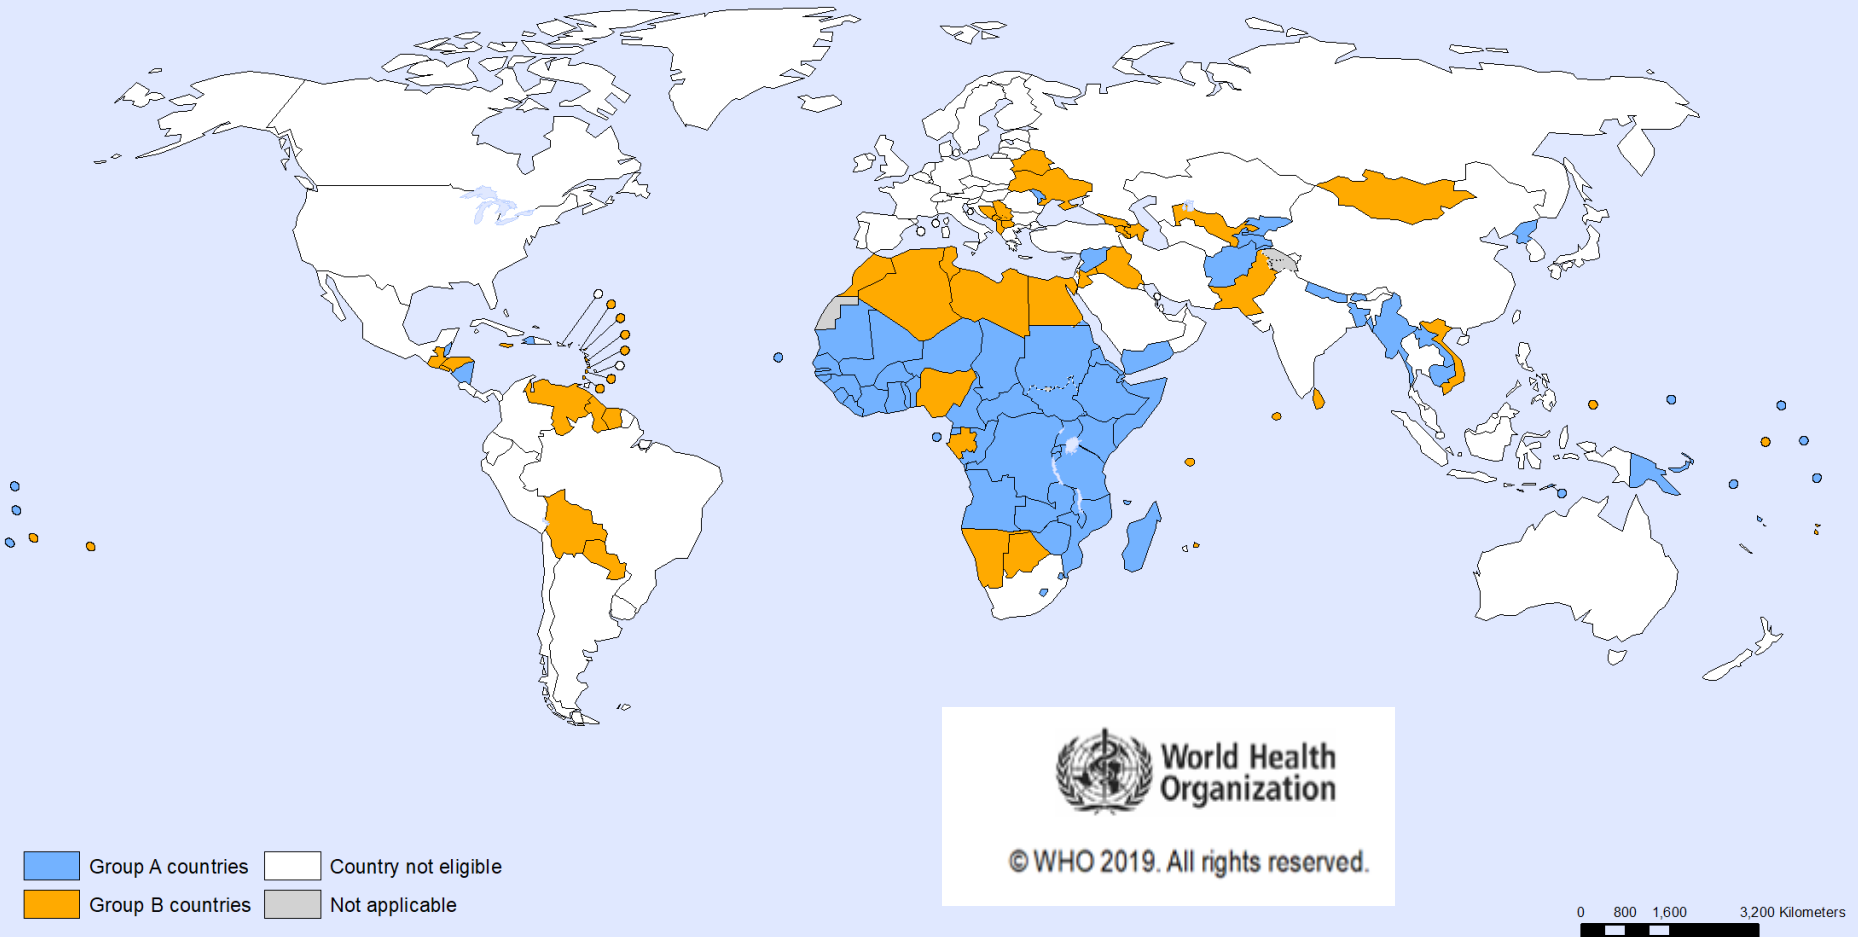 World Health
Organization
© WHO 2019. All rights reserved.
Group A countries
Country not eligible
Group B countries
Not applicable
0 800 1,600 3,200 Kilometers